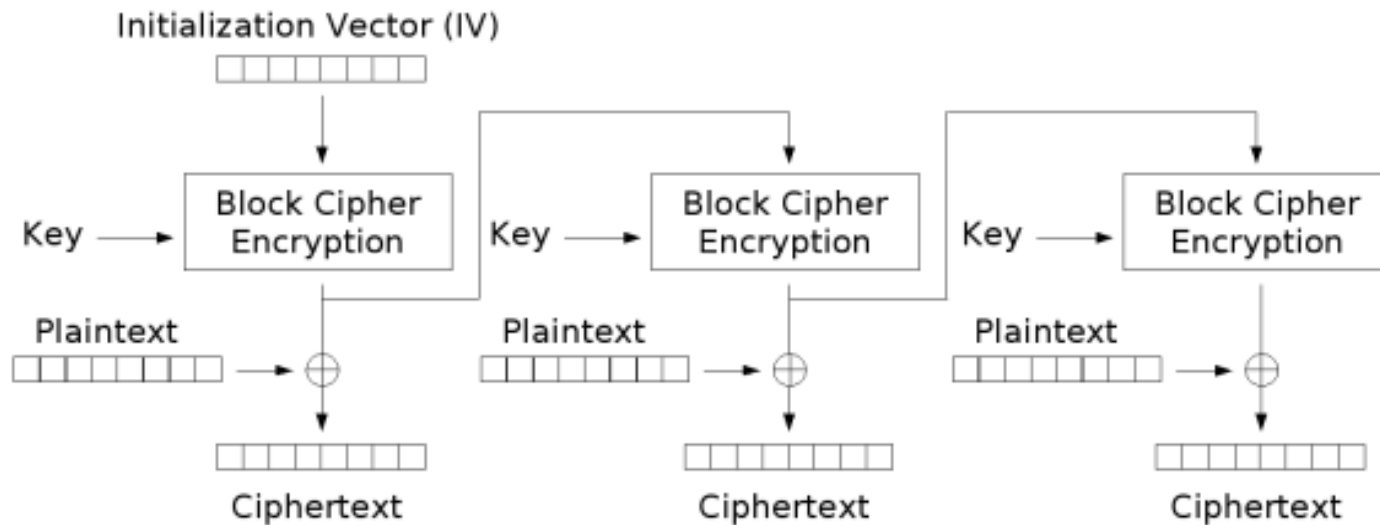 Initialization Vector (IV)
Key
Block Cipher
Encryption
Key
Block Cipher
Encryption
Key
Block Cipher
Encryption
Plaintext
Plaintext
Plaintext
Ciphertext
Ciphertext
Ciphertext